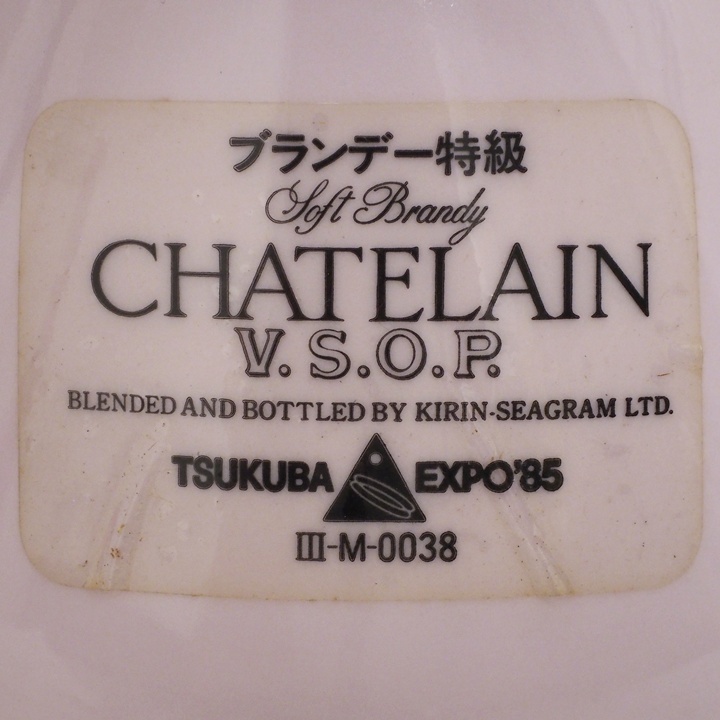 ブランデー特級
Soft Brandy
CHATELAIN
V.S.O.P.
BLENDED AND BOTTLED BY KIRIN-SEAGRAM LTD.
TSUKUBA EXPO'85
III-M-0038